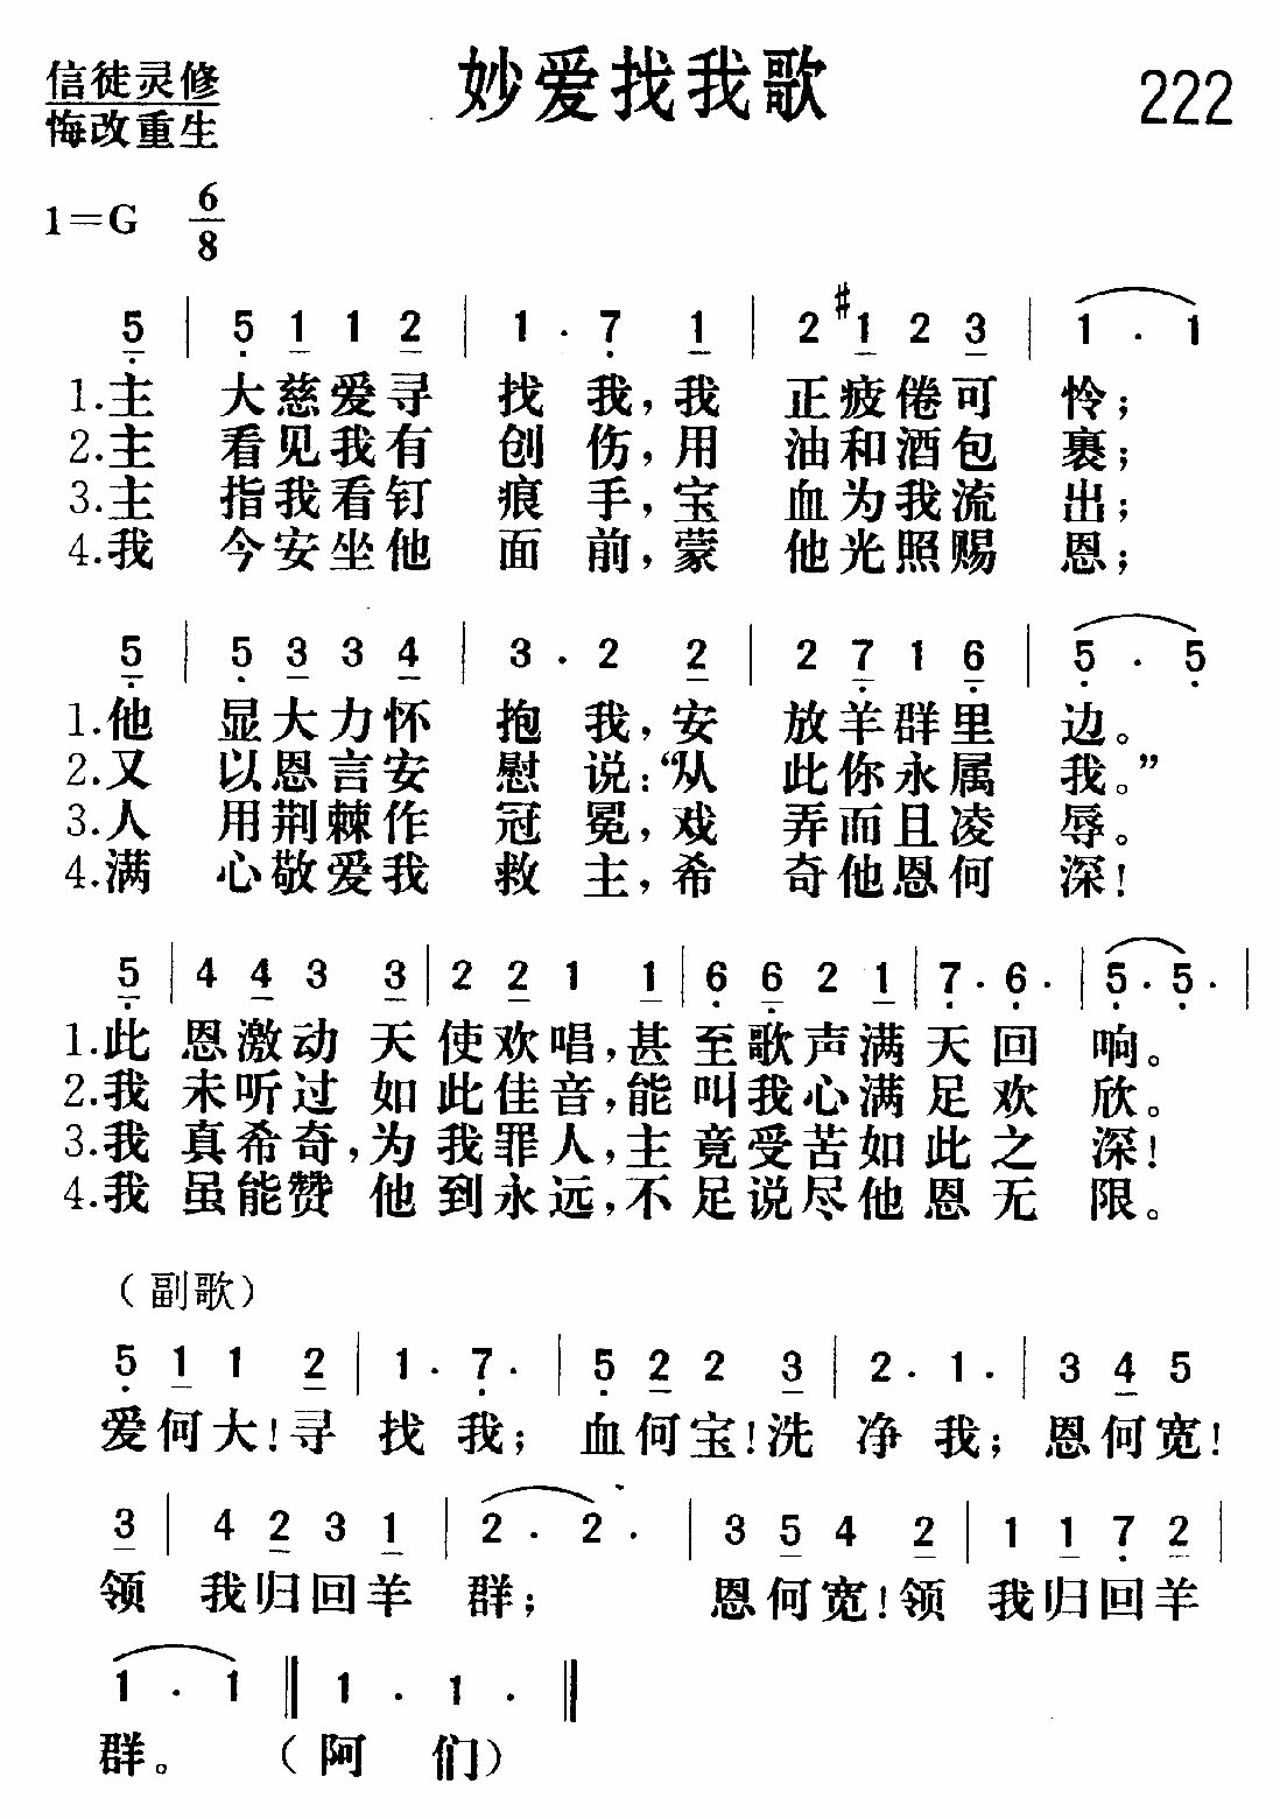 信徒灵修
悔改重生
妙爱找我歌
222
1=G 6/8
5 | 5 1 1 2 | 1 . 7 1 | 2 #1 2 3 | 1 . 1
1.主 大慈爱寻 找 我，我 正疲倦可 怜；
2.主 看见我有 创 伤，用 油和酒包 裹；
3.主 指我看钉 痕 手，宝 血为我流 出；
4.我 今安坐他 面 前，蒙 他光照赐 恩；
5 | 5 3 3 4 | 3 . 2 2 | 2 7 1 6 | 5 . 5
1.他 显大力怀 抱 我，安 放羊群里 边。
2.又 以恩言安 慰 说：“从 此你永属 我。”
3.人 用荆棘作 冠 冕，戏 弄而且凌 辱。
4.满 心敬爱我 救 主，希 奇他恩何 深！
5 | 4 4 3 3 | 2 2 1 1 | 6 6 2 1 | 7 . 6 . | 5 . 5 . |
1.此 恩激动 天 使欢唱，甚 至歌声满 天 回 响。
2.我 未听过 如 此佳音，能 叫我心满 足 欢 欣。
3.我 真希奇，为 我罪人，主 竟受苦如 此 之 深！
4.我 虽能赞 他 到永远，不 足说尽他 恩 无 限。
（副歌）
5 1 1 2 | 1 . 7 . | 5 2 2 3 | 2 . 1 . | 3 4 5
爱何大！寻 找 我；血何宝！洗 净 我；恩何宽！
3 | 4 2 3 1 | 2 . 2 . | 3 5 4 2 | 1 1 7 2 |
领 我归回羊 群； 恩何宽！领 我归回羊
1 . 1 ‖ 1 . 1 . ‖
群。（阿 们）